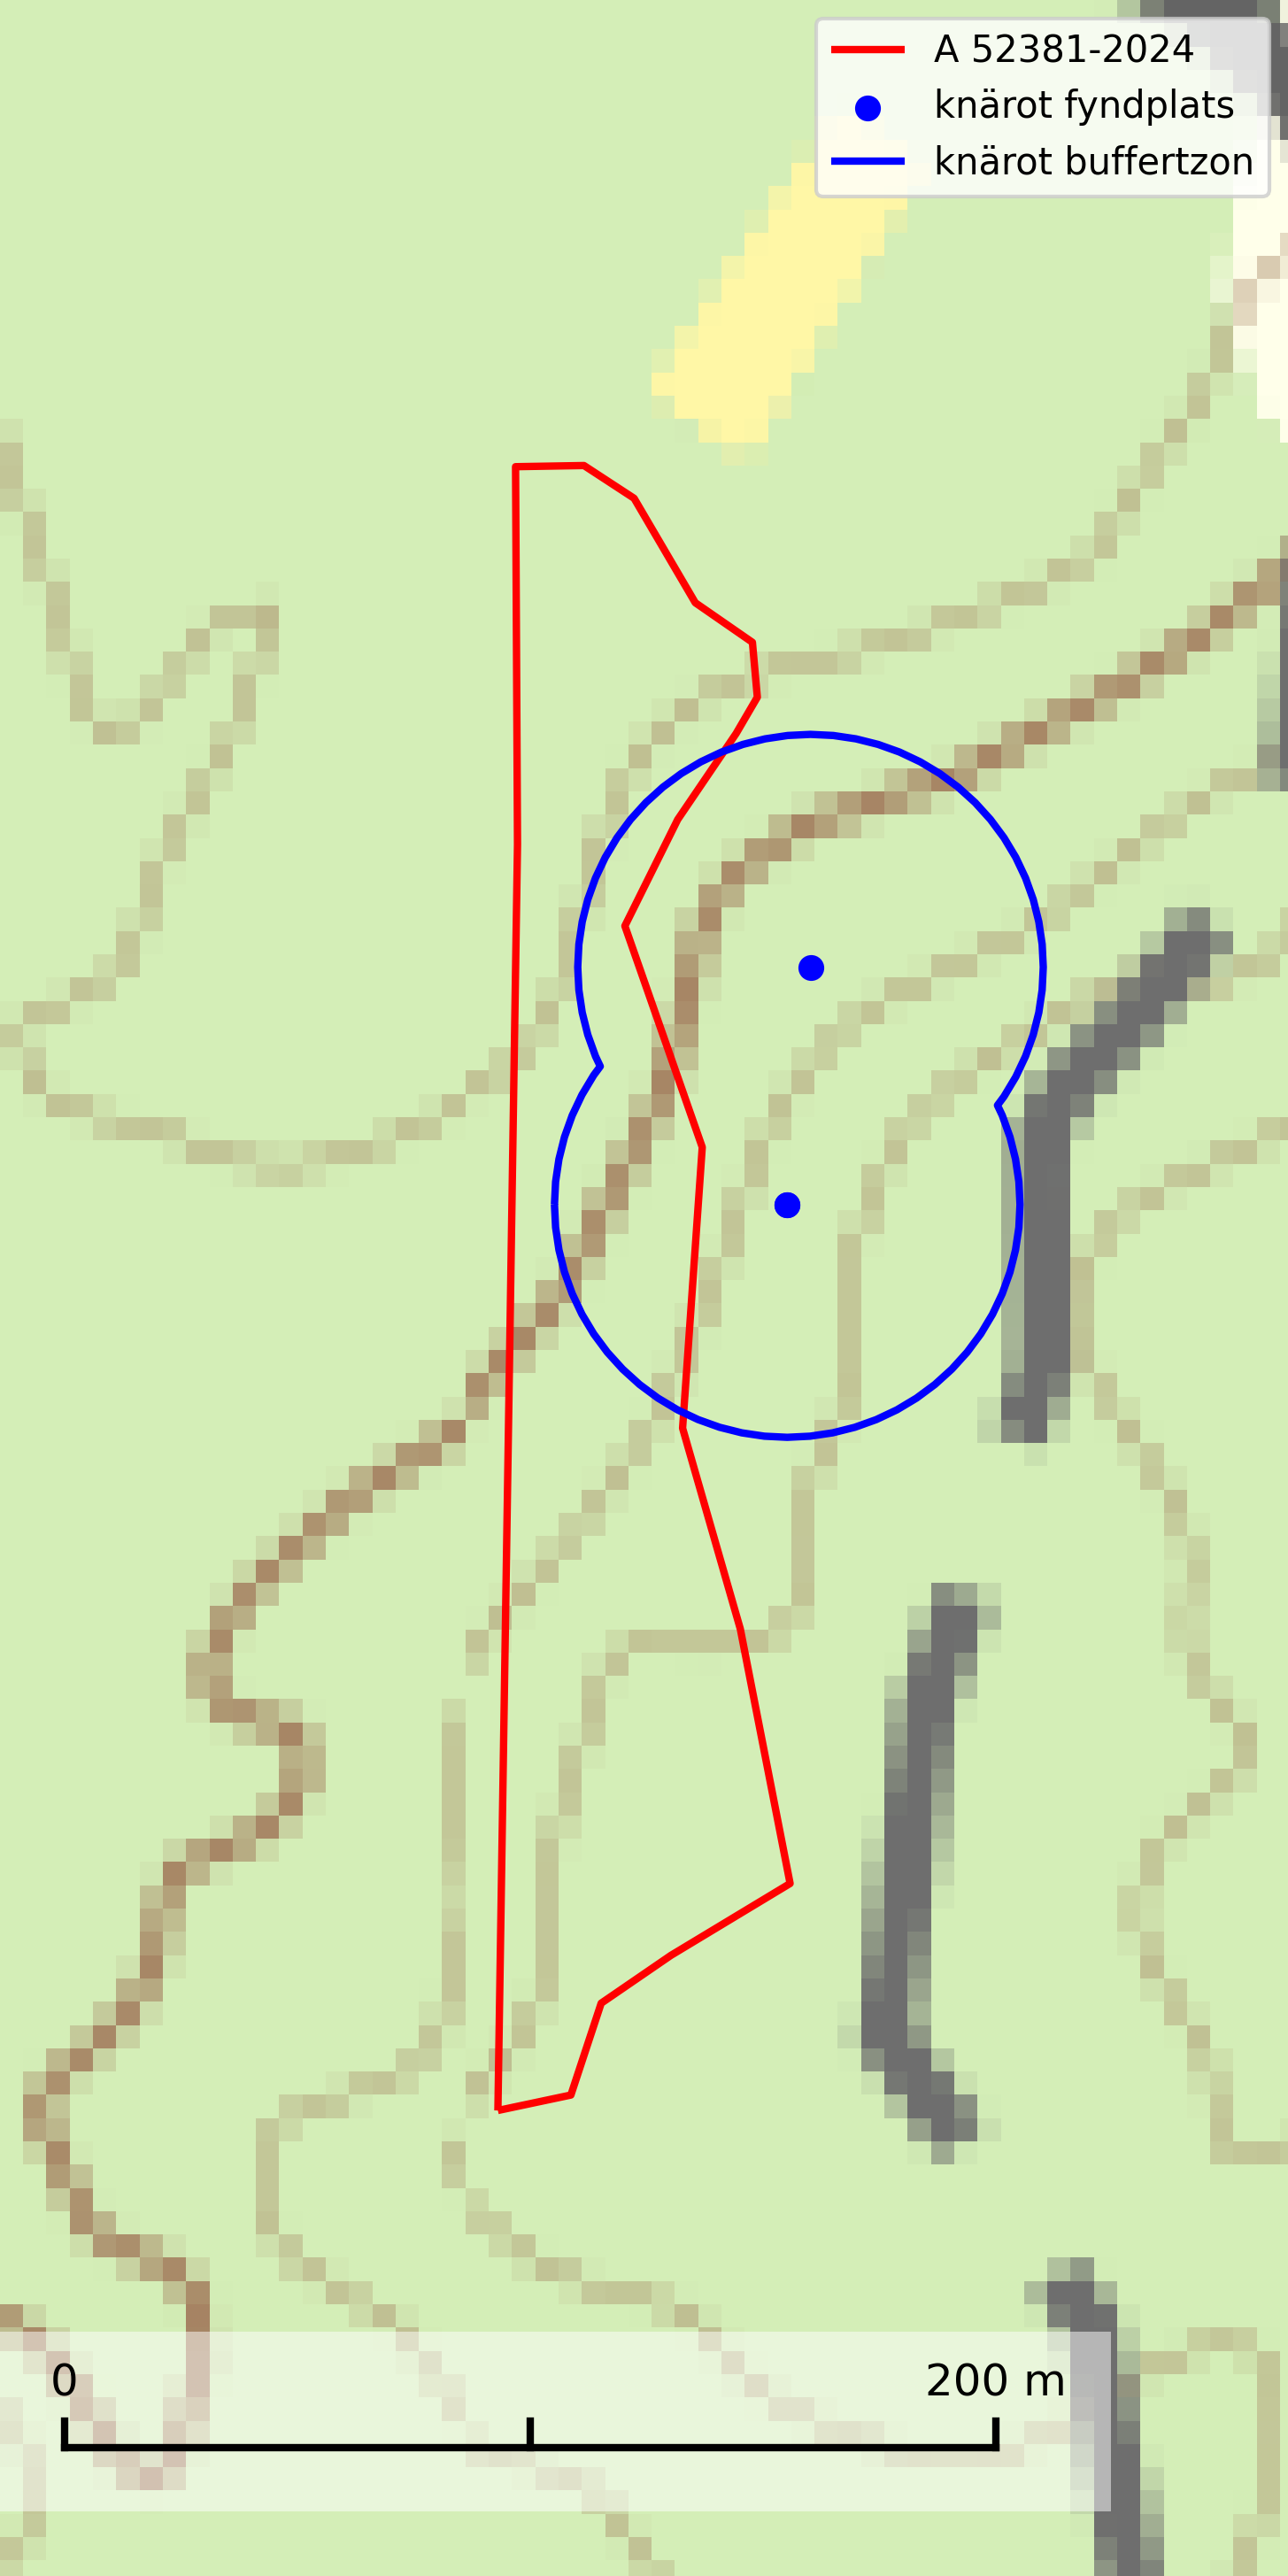 A 52381-2024
knärot fyndplats
knärot buffertzon
0
200 m